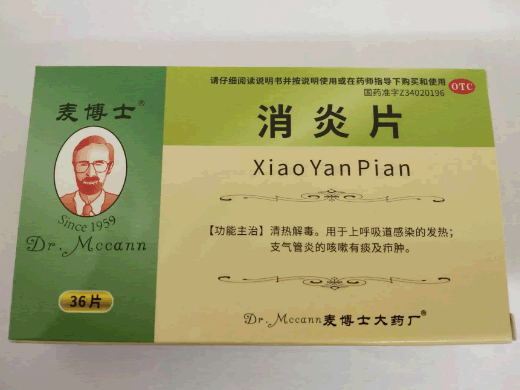 请仔细阅读说明书并按说明使用或在药师指导下购买和使用
国药准字Z34020196
OTC
麦博士®
消炎片
XiaoYanPian
Since 1959
Dr. Mccann
【功能主治】清热解毒。用于上呼吸道感染的发热;
支气管炎的咳嗽有痰及疖肿。
36片
Dr. Mccann麦博士大药厂®